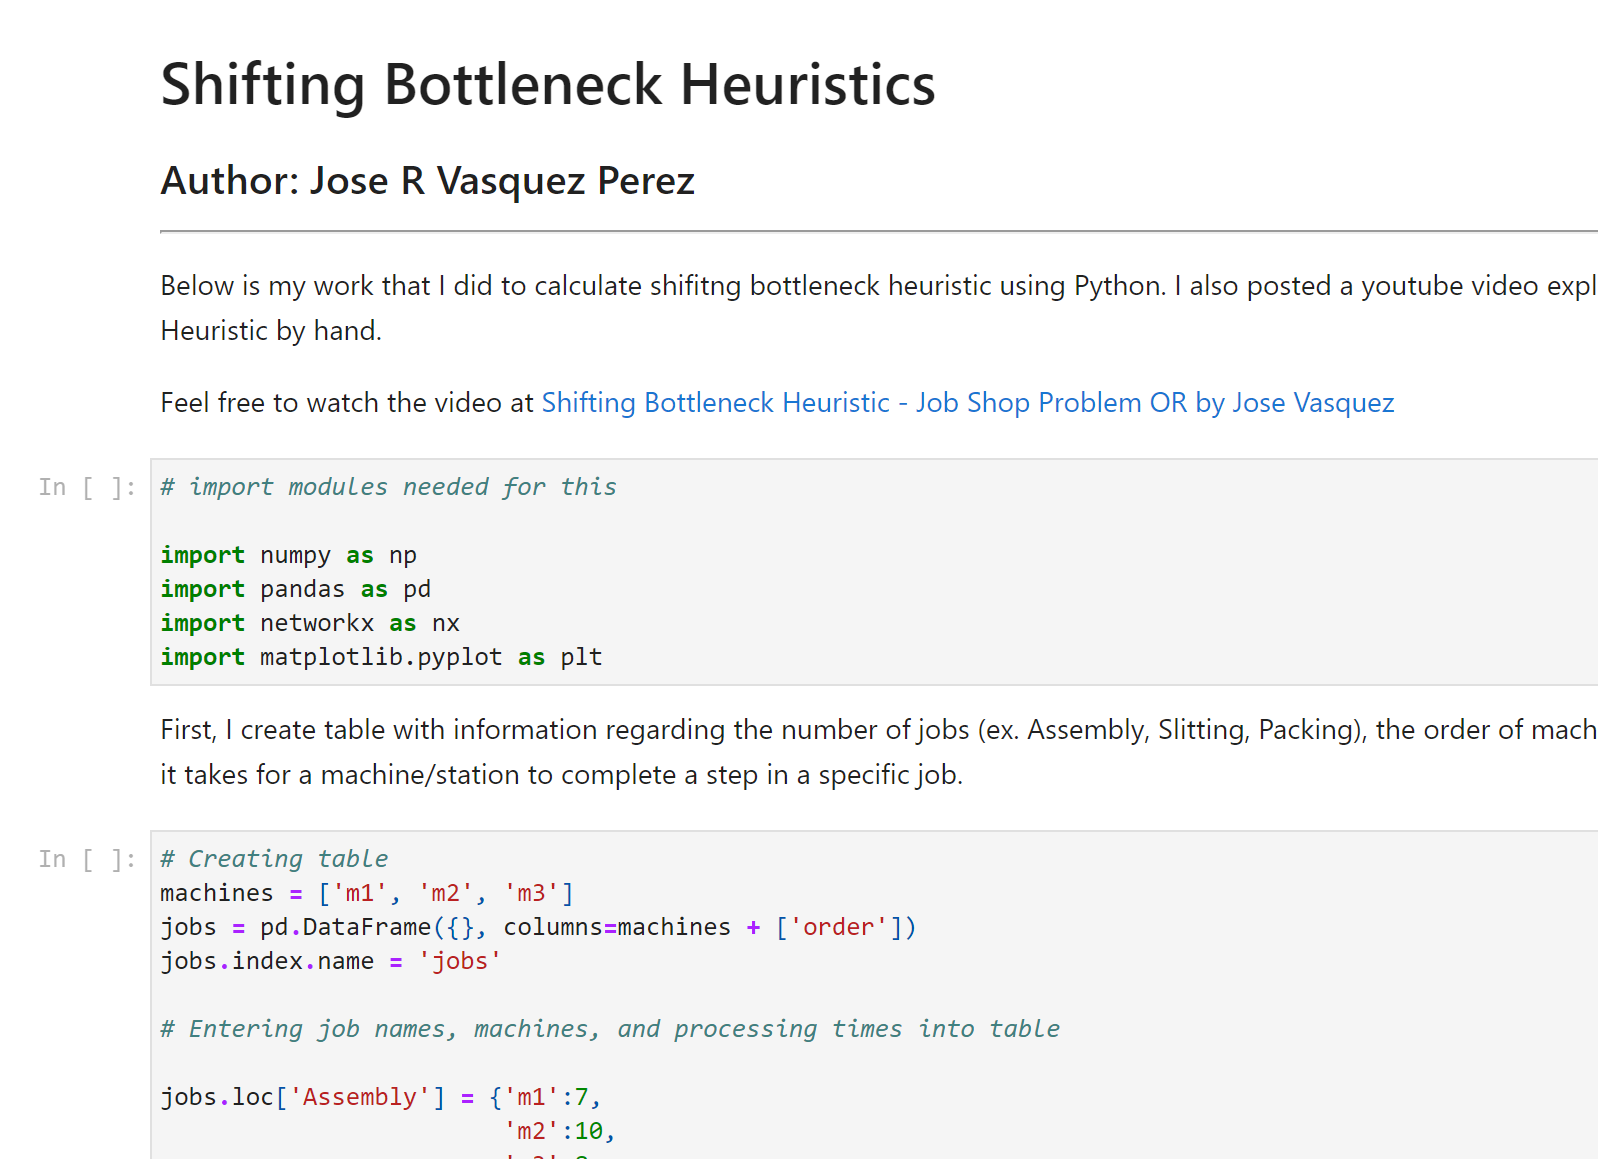 Shifting Bottleneck Heuristics
Author: Jose R Vasquez Perez
Below is my work that I did to calculate shifitng bottleneck heuristic using Python. I also posted a youtube video expl
Heuristic by hand.
Feel free to watch the video at Shifting Bottleneck Heuristic - Job Shop Problem OR by Jose Vasquez
In [ ]:
# import modules needed for this
import numpy as np
import pandas as pd
import networkx as nx
import matplotlib.pyplot as plt
First, I create table with information regarding the number of jobs (ex. Assembly, Slitting, Packing), the order of mach
it takes for a machine/station to complete a step in a specific job.
In [ ]:
# Creating table
machines = ['m1', 'm2', 'm3']
jobs = pd.DataFrame({}, columns=machines + ['order'])
jobs.index.name = 'jobs'
# Entering job names, machines, and processing times into table
jobs.loc['Assembly'] = {'m1':7,
'm2':10,